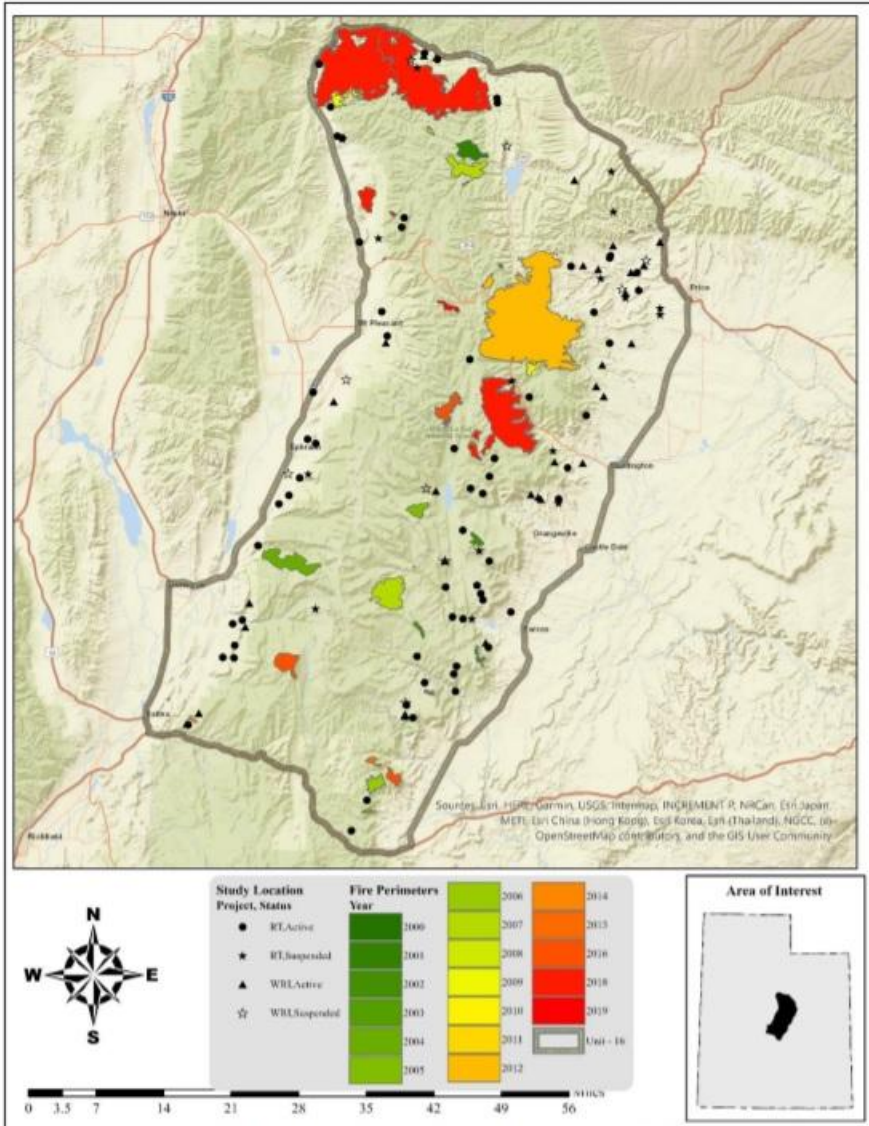 Price
Mt Pleasant
Ephraim
Huntington
Orangeville
Castle Dale
Ferron
Salina
Richfield
Sources: Esri, HERE, Garmin, USGS, Intermap, INCREMENT P, NRCan, Esri Japan,
METI, Esri China (Hong Kong), Esri Korea, Esri (Thailand), NGCC, (c)
OpenStreetMap contributors, and the GIS User Community
N
W E
S
Study Location
Project, Status
RT,Active
RT,Suspended
WRI,Active
WRI,Suspended
Fire Perimeters
Year
2000
2001
2002
2003
2004
2005
2006
2007
2008
2009
2010
2011
2012
2014
2015
2016
2018
2019
Unit - 16
Area of Interest
Miles
0 3.5 7 14 21 28 35 42 49 56